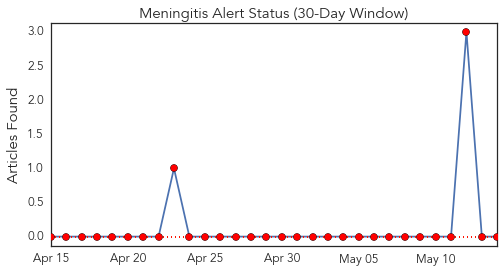 Meningitis Alert Status (30-Day Window)
Articles Found
3.0
2.5
2.0
1.5
1.0
0.5
0.0
Apr 15 Apr 20 Apr 25 Apr 30 May 05 May 10